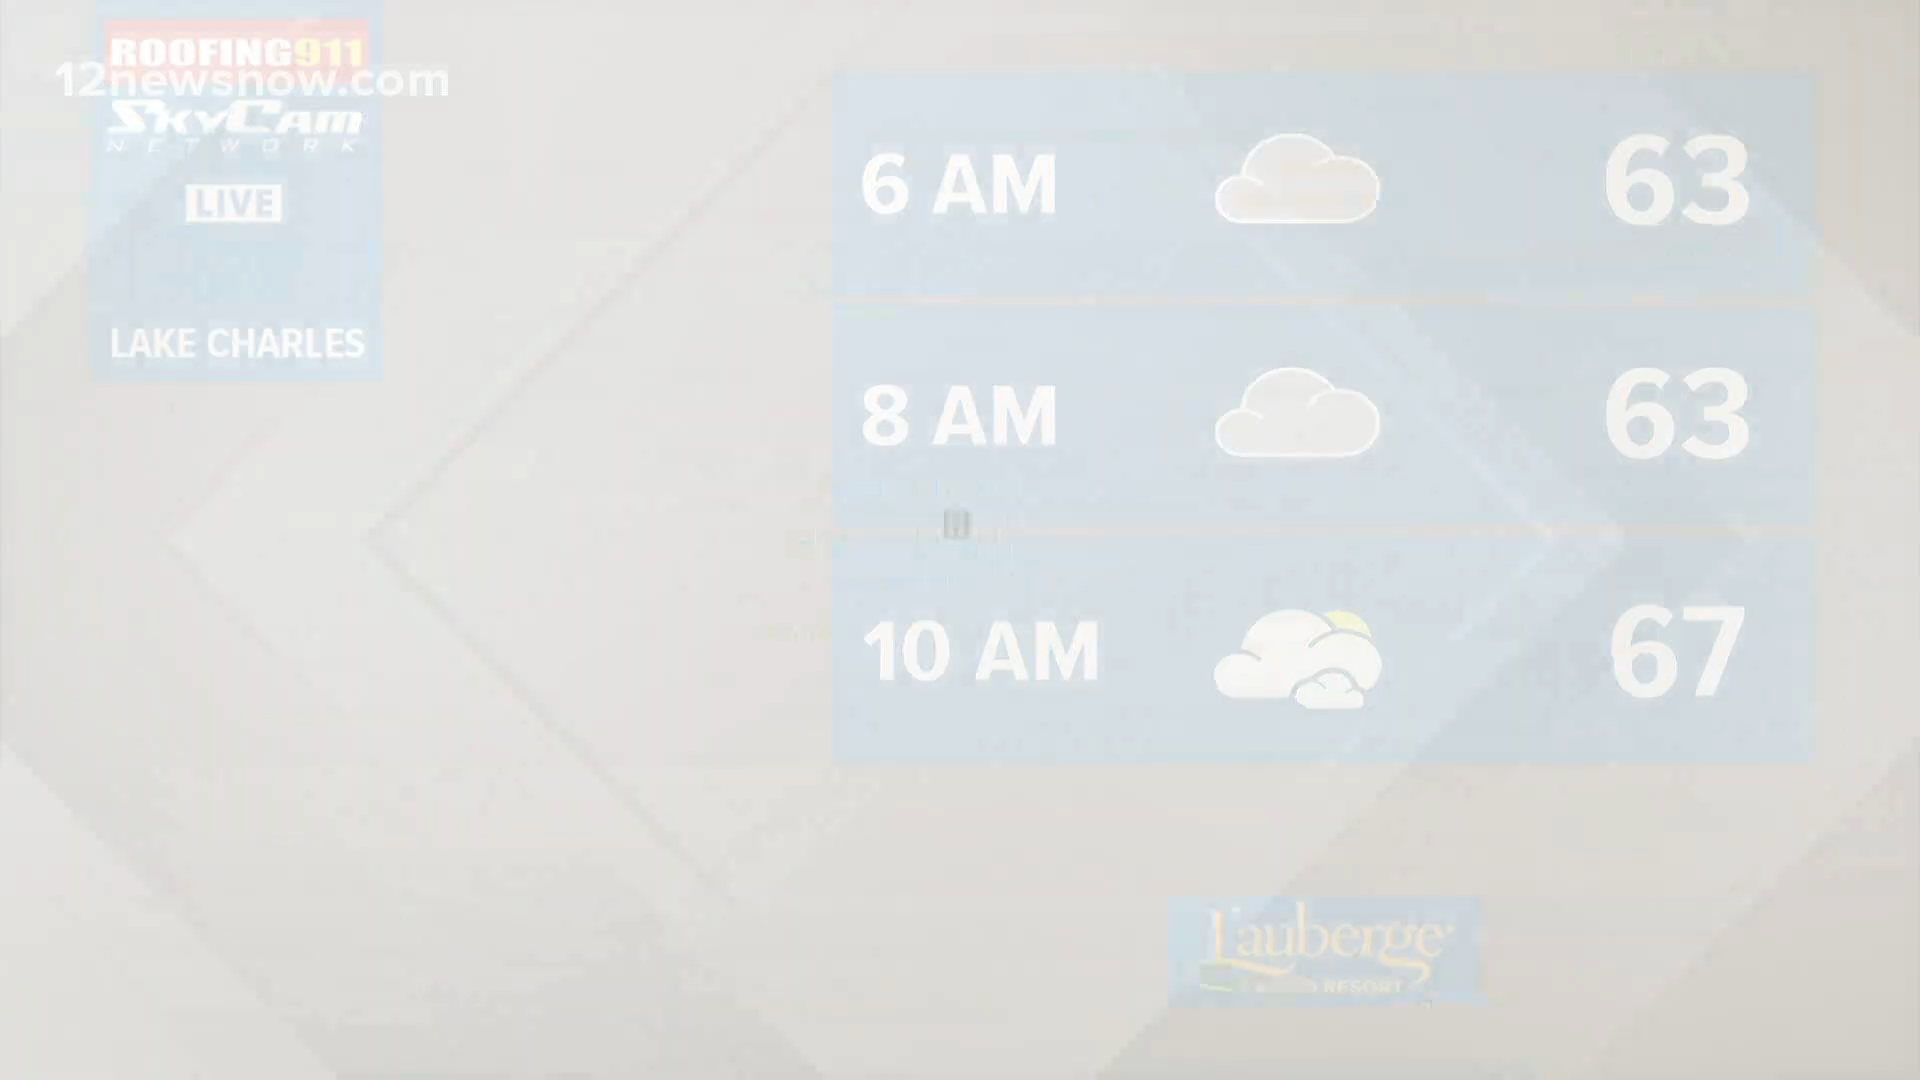 ROOFING911
12newsnow.com
SKYCAM
NETWORK
LIVE
LAKE CHARLES
6 AM 63
8 AM 63
10 AM 67
L'auberge
RESORT